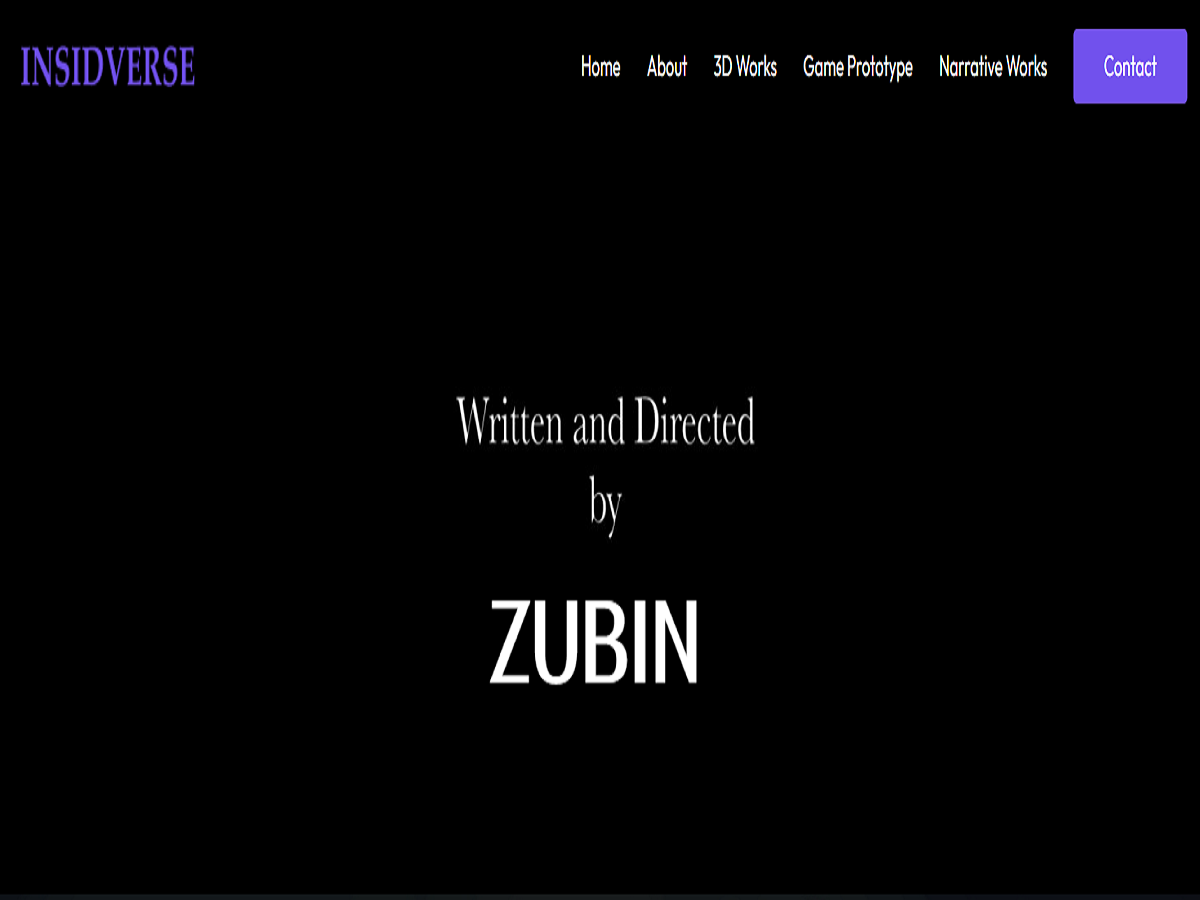 INSIDVERSE
Home About 3D Works Game Prototype Narrative Works Contact
Written and Directed
by
ZUBIN